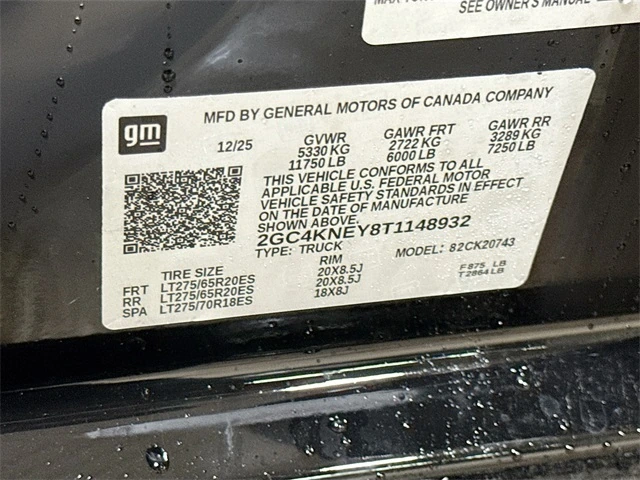 SEE OWNER'S MANUAL
gm
MFD BY GENERAL MOTORS OF CANADA COMPANY
12/25
GVWR
5330 KG
11750 LB
GAWR FRT
2722 KG
6000 LB
GAWR RR
3289 KG
7250 LB
THIS VEHICLE CONFORMS TO ALL
APPLICABLE U.S. FEDERAL MOTOR
VEHICLE SAFETY STANDARDS IN EFFECT
ON THE DATE OF MANUFACTURE
SHOWN ABOVE.
2GC4KNEY8T1148932
TYPE: TRUCK
MODEL: 82CK20743
TIRE SIZE RIM
FRT LT275/65R20ES 20X8.5J
RR LT275/65R20ES 20X8.5J
SPA LT275/70R18ES 18X8J
F 875 LB
T 2864 LB